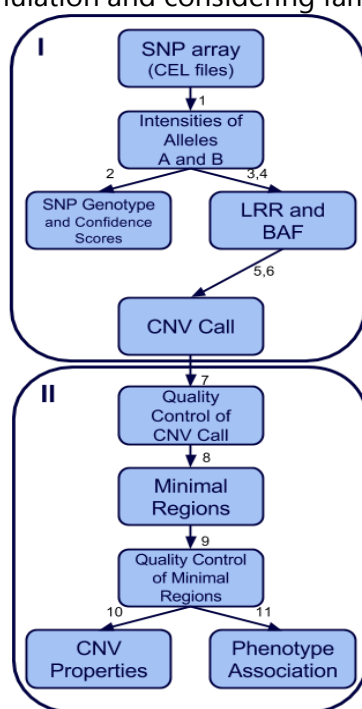 I
SNP array
(CEL files)
1
Intensities of
Alleles
A and B
2
3,4
SNP Genotype
and Confidence
Scores
LRR and
BAF
5,6
CNV Call
7
II
Quality
Control of
CNV Call
8
Minimal
Regions
9
Quality Control
of Minimal
Regions
10
11
CNV
Properties
Phenotype
Association